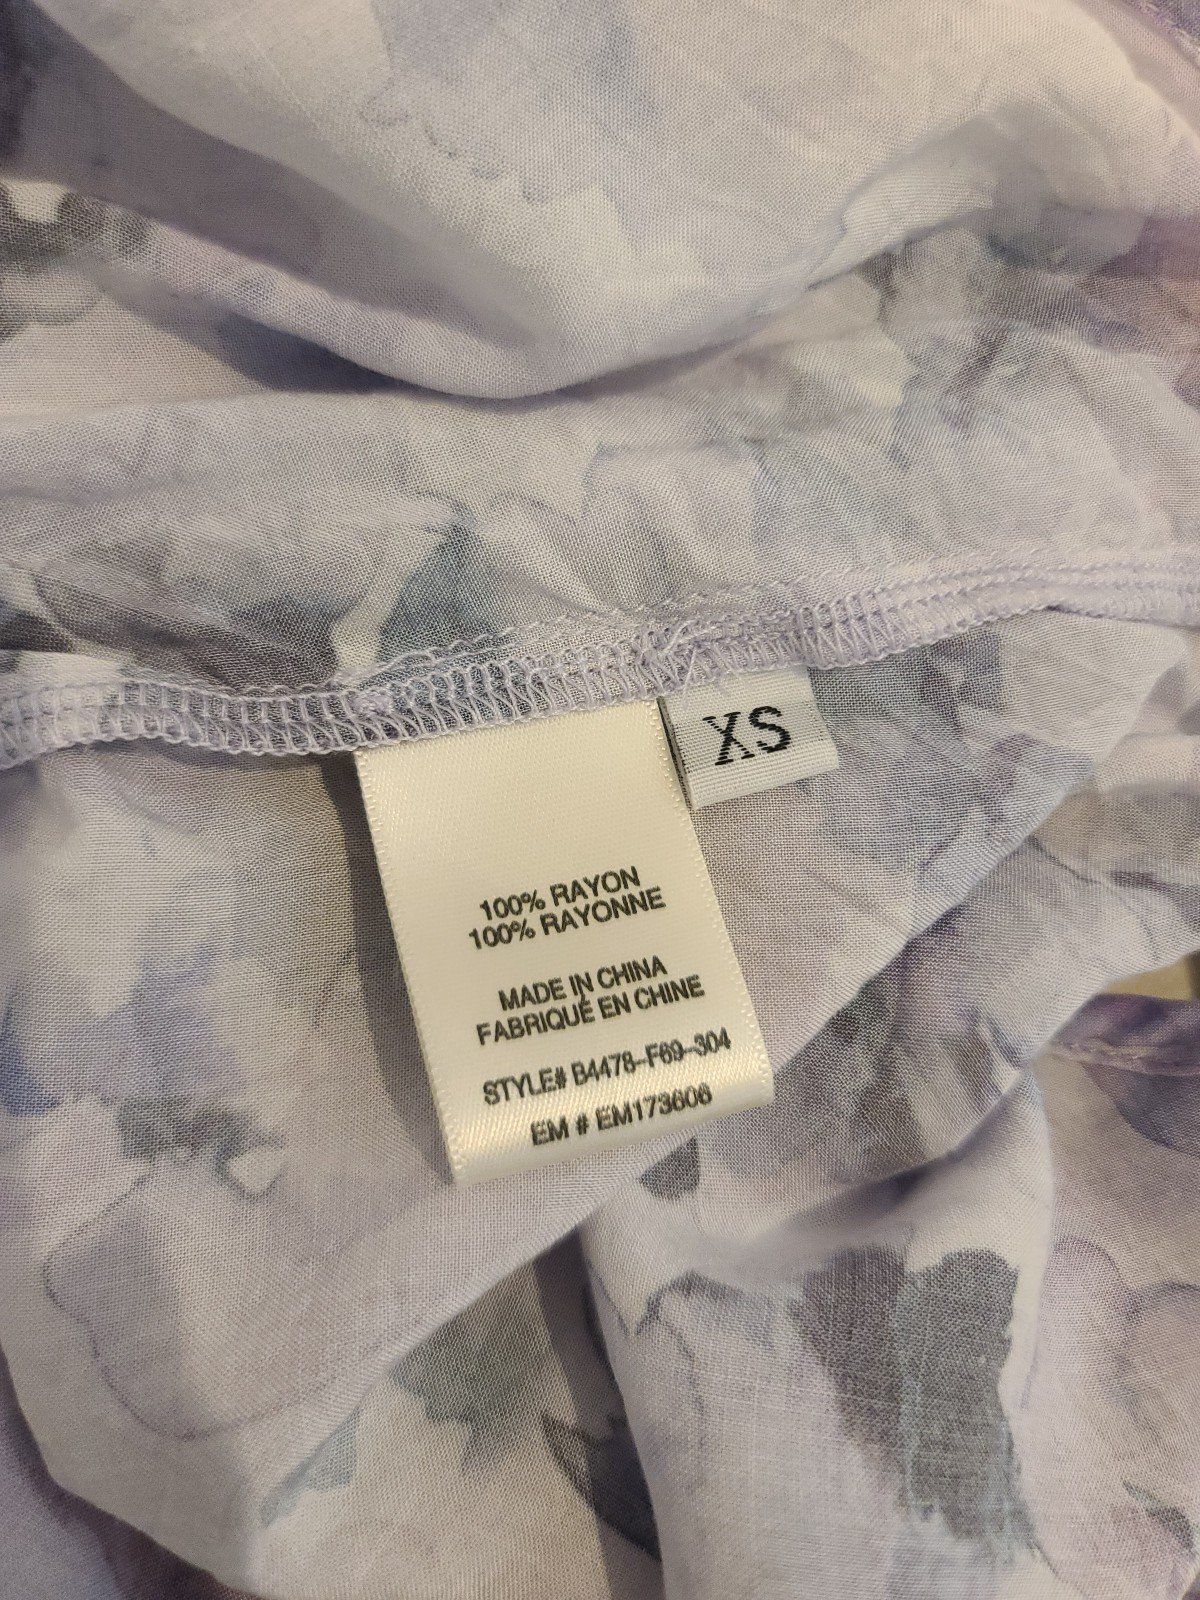 XS
100% RAYON
100% RAYONNE
MADE IN CHINA
FABRIQUÉ EN CHINE
STYLE# B4478-F69-304
EM # EM173606